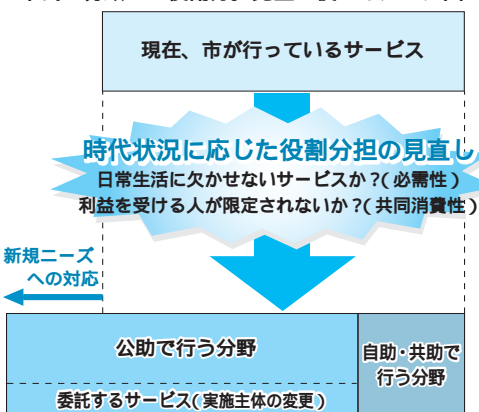 現在、市が行っているサービス
時代状況に応じた役割分担の見直し
日常生活に欠かせないサービスか?(必需性)
利益を受ける人が限定されないか?(共同消費性)
新規ニーズ
への対応
公助で行う分野
自助・共助で
行う分野
委託するサービス(実施主体の変更)